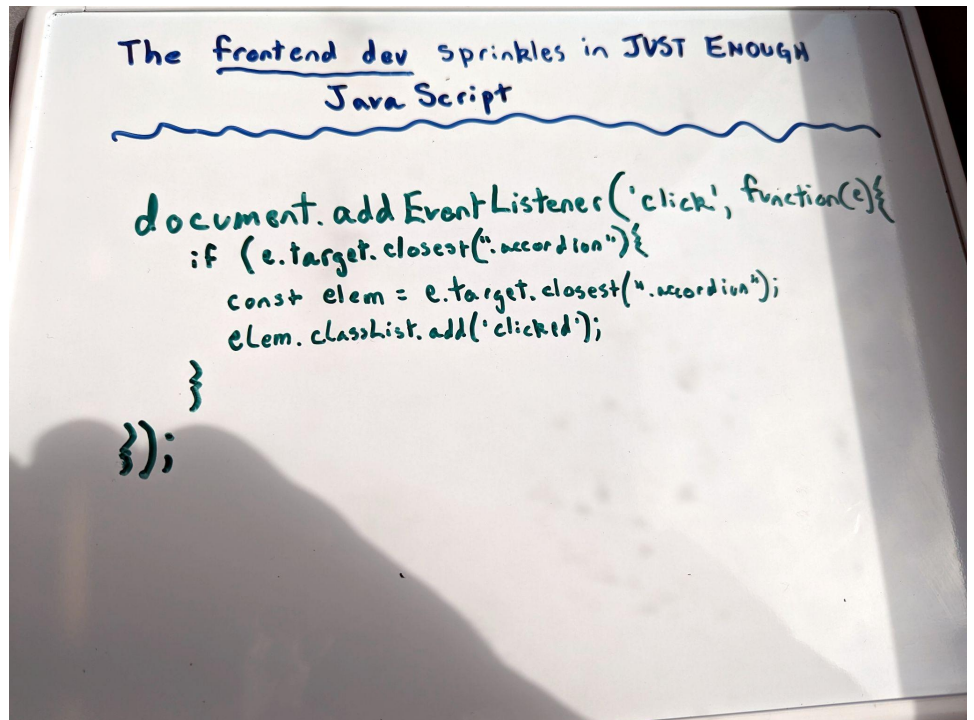 The frontend dev sprinkles in JUST ENOUGH
JavaScript
document.addEventListener('click', function(e){
if (e.target.closest(".accordion"){
const elem = e.target.closest(".accordion");
elem.classList.add('clicked');
}
});